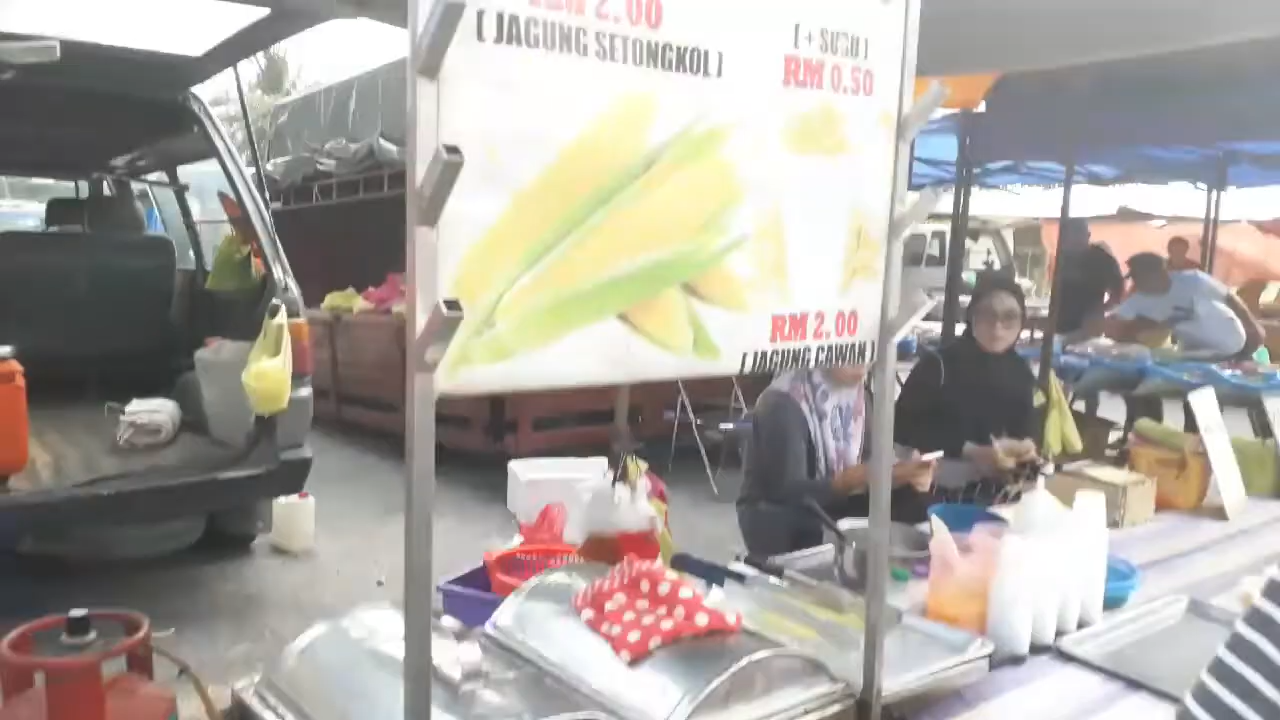 RM 2.00
( JAGUNG SETONGKOL )
( + SUSU )
RM 0.50
RM 2.00
( JAGUNG CAWAN )